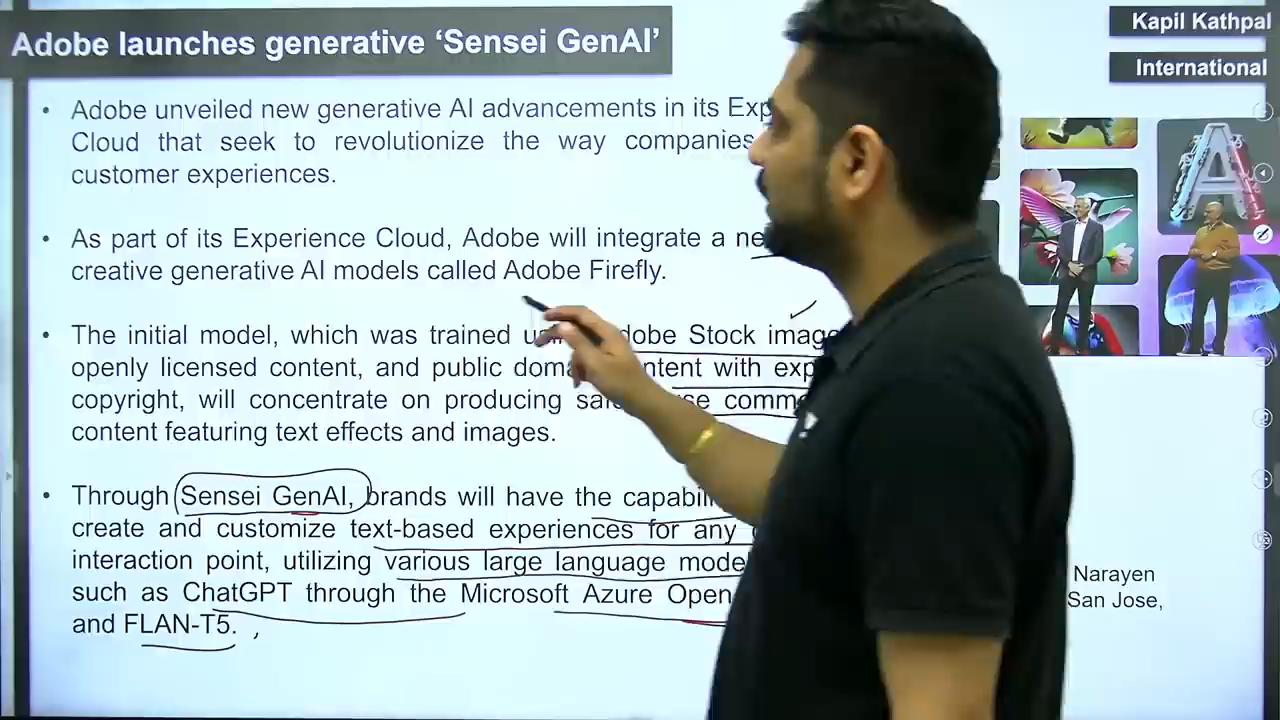 Adobe launches generative ‘Sensei GenAI’
Kapil Kathpal
International
• Adobe unveiled new generative AI advancements in its
Cloud that seek to revolutionize the way companies
customer experiences.
• As part of its Experience Cloud, Adobe will integrate a
creative generative AI models called Adobe Firefly.
• The initial model, which was trained Stock
openly licensed content, and public with
copyright, will concentrate on producing
content featuring text effects and images.
• Through Sensei GenAI, brands will have the
create and customize text-based experiences for any
interaction point, utilizing various large language
such as ChatGPT through the Microsoft Azure Open
and FLAN-T5.
Narayen
San Jose,